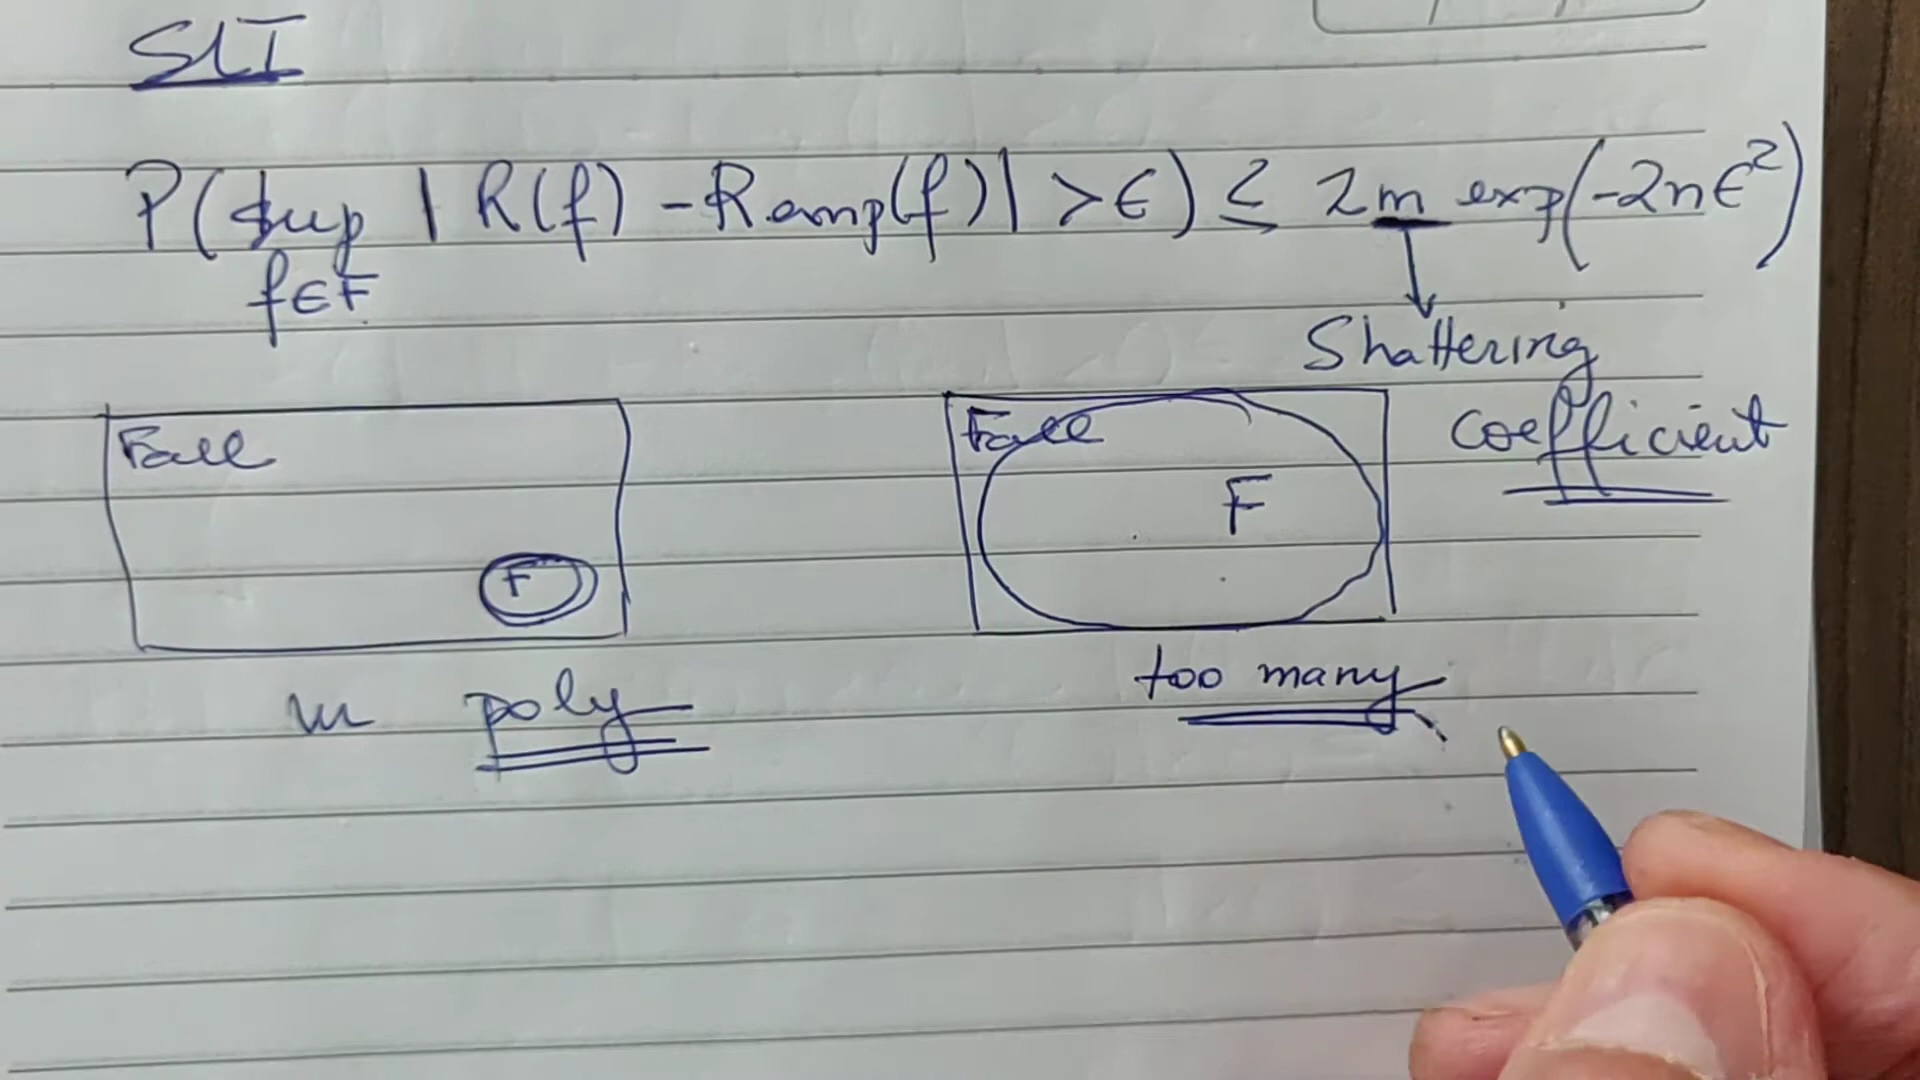 SLT
P(sup | R(f) - Remp(f)| > ϵ) ≤ 2m exp(-2nϵ²)
f∈F
Shattering
coefficient
Fall
F
Fall
F
m poly
too many